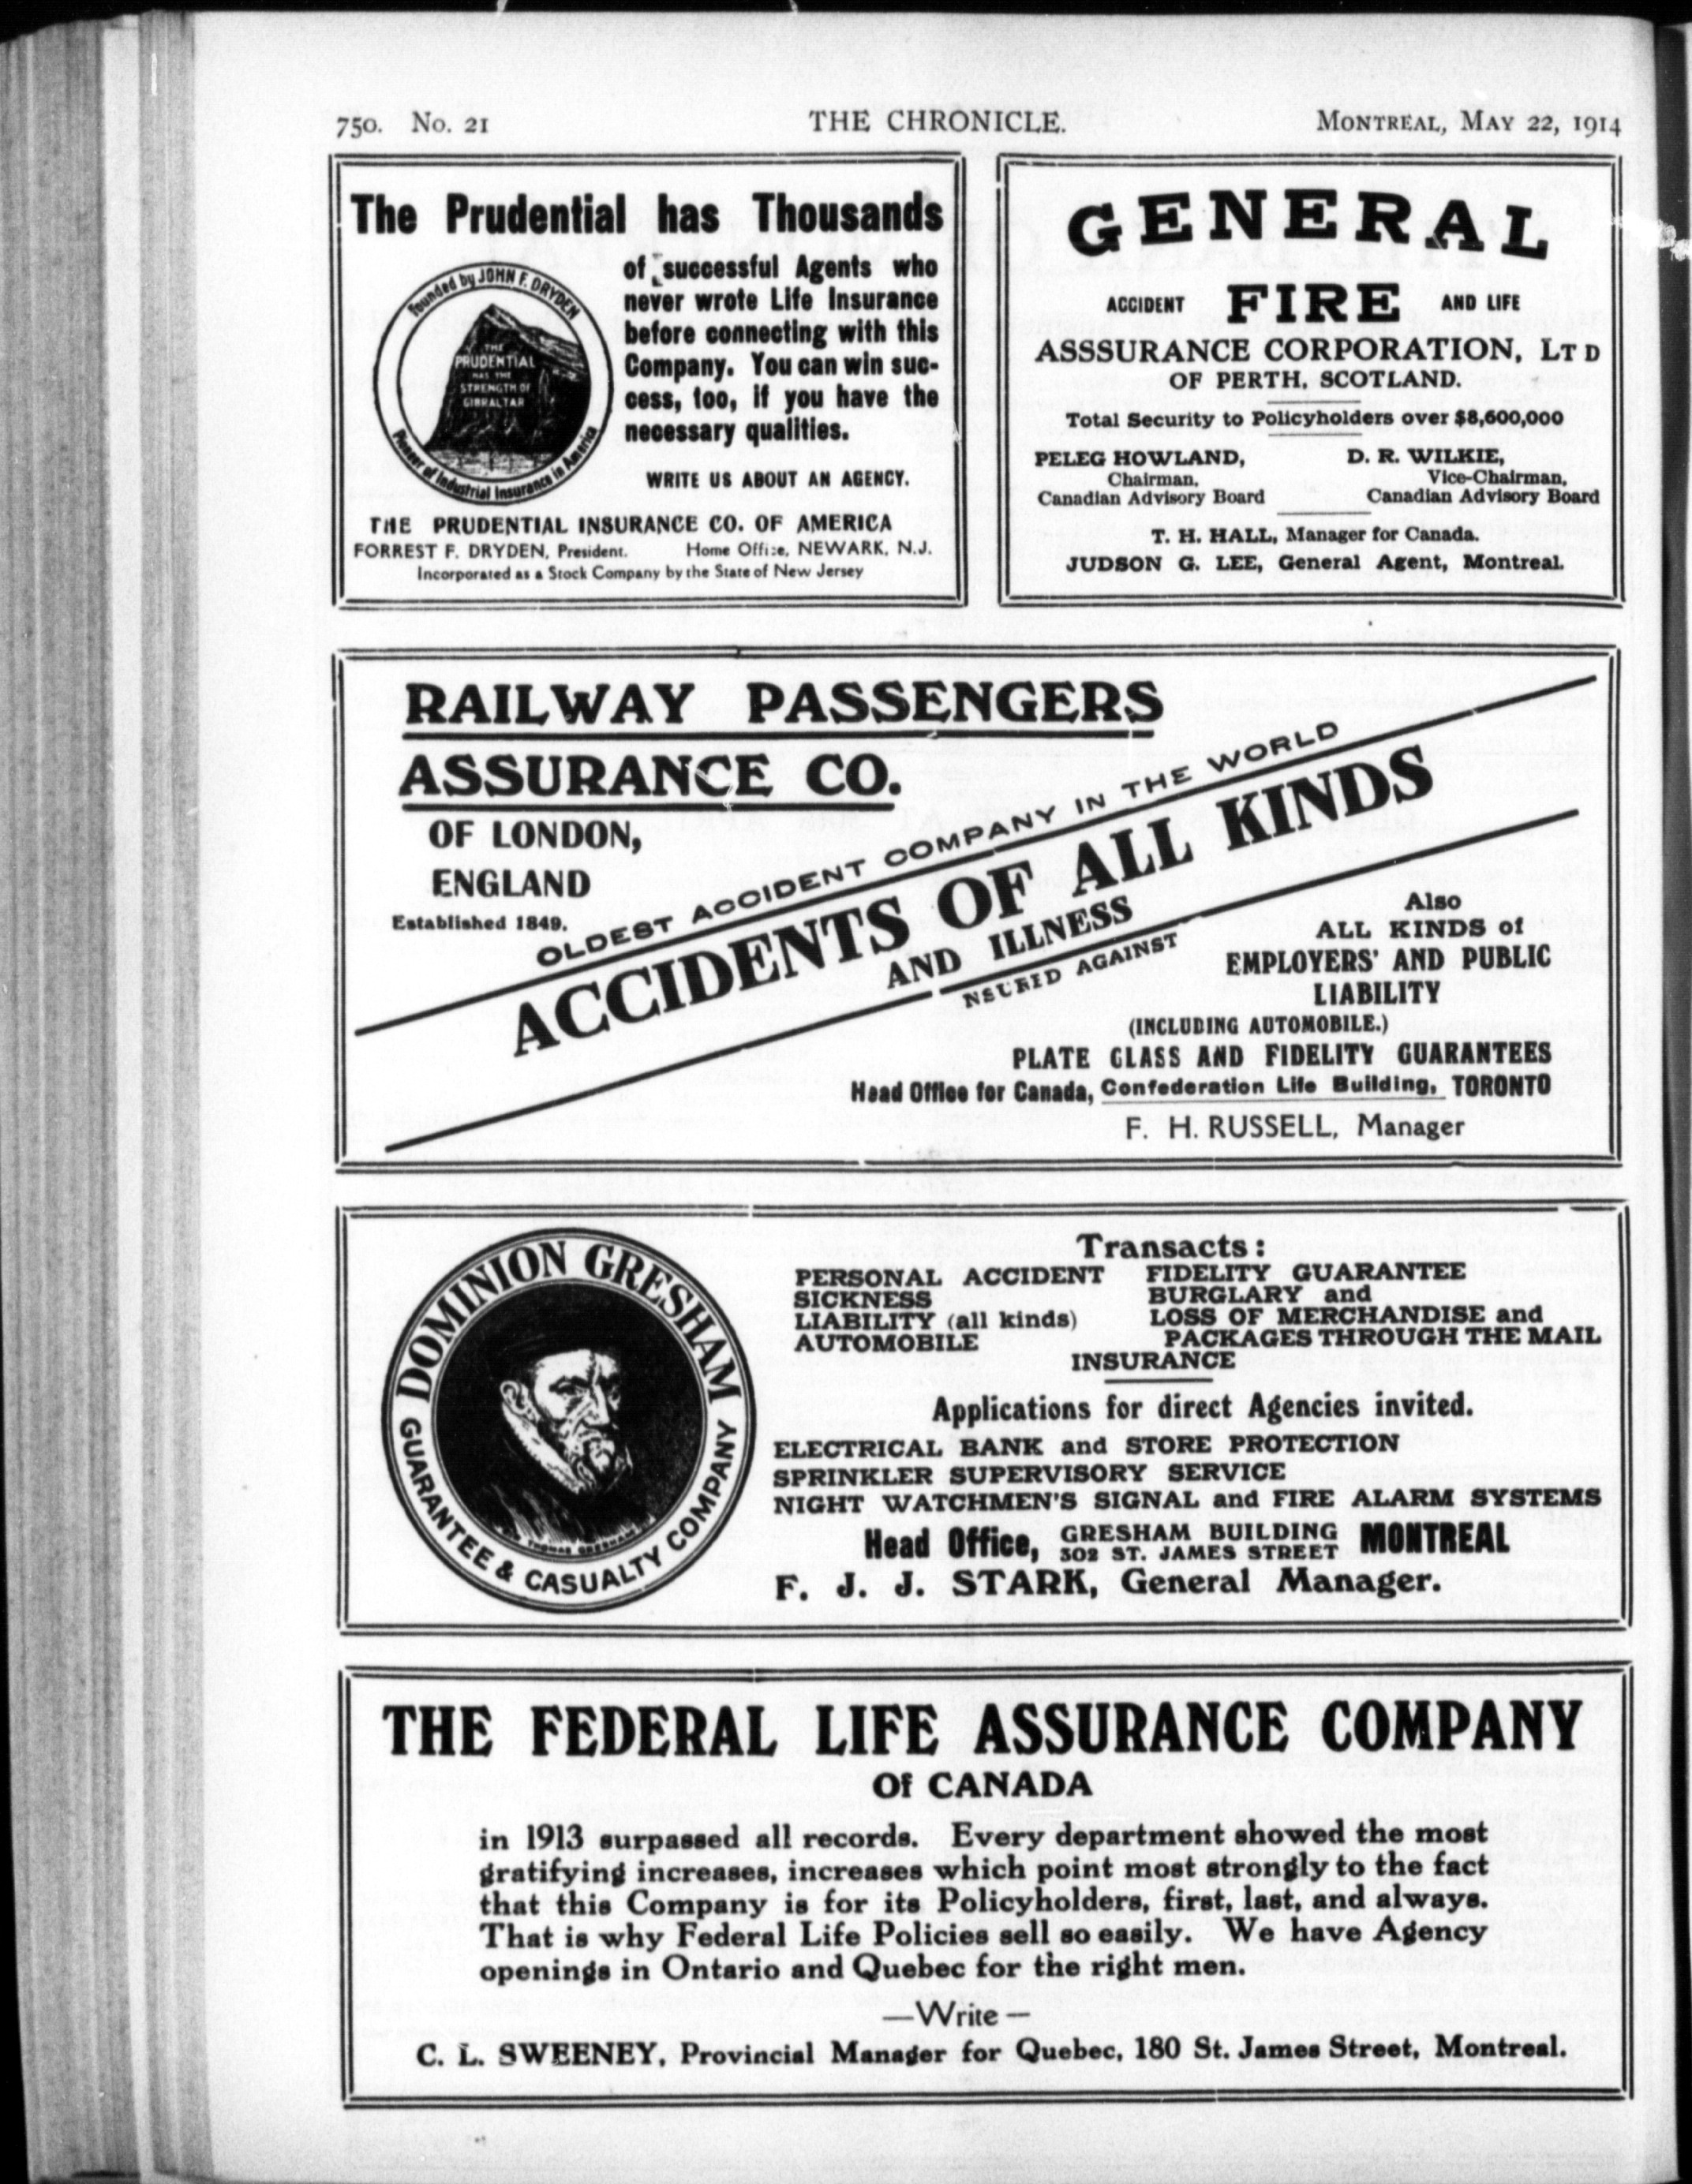 750. No. 21 THE CHRONICLE. MONTREAL, MAY 22, 1914
The Prudential has Thousands
Founded by JOHN F. DRYDEN
THE
PRUDENTIAL
HAS THE
STRENGTH OF
GIBRALTAR
Pioneer of Industrial Insurance in America
of successful Agents who
never wrote Life Insurance
before connecting with this
Company. You can win suc-
cess, too, if you have the
necessary qualities.
WRITE US ABOUT AN AGENCY.
THE PRUDENTIAL INSURANCE CO. OF AMERICA
FORREST F. DRYDEN, President. Home Office, NEWARK, N.J.
Incorporated as a Stock Company by the State of New Jersey
GENERAL
ACCIDENT FIRE AND LIFE
ASSSURANCE CORPORATION, LTD
OF PERTH, SCOTLAND.
Total Security to Policyholders over $8,600,000
PELEG HOWLAND, D. R. WILKIE,
Chairman, Vice-Chairman,
Canadian Advisory Board Canadian Advisory Board
T. H. HALL, Manager for Canada.
JUDSON G. LEE, General Agent, Montreal.
RAILWAY PASSENGERS
ASSURANCE CO.
OF LONDON,
ENGLAND
Established 1849.
OLDEST ACCIDENT COMPANY IN THE WORLD
ACCIDENTS OF ALL KINDS
AND ILLNESS
NSURED AGAINST
Also
ALL KINDS of
EMPLOYERS' AND PUBLIC
LIABILITY
(INCLUDING AUTOMOBILE.)
PLATE GLASS AND FIDELITY GUARANTEES
Head Office for Canada, Confederation Life Building, TORONTO
F. H. RUSSELL, Manager
DOMINION GRESHAM
GUARANTEE & CASUALTY COMPANY
THOMAS GRESHAM
Transacts:
PERSONAL ACCIDENT FIDELITY GUARANTEE
SICKNESS BURGLARY and
LIABILITY (all kinds) LOSS OF MERCHANDISE and
AUTOMOBILE PACKAGES THROUGH THE MAIL
INSURANCE
Applications for direct Agencies invited.
ELECTRICAL BANK and STORE PROTECTION
SPRINKLER SUPERVISORY SERVICE
NIGHT WATCHMEN'S SIGNAL and FIRE ALARM SYSTEMS
Head Office, GRESHAM BUILDING MONTREAL
302 ST. JAMES STREET
F. J. J. STARK, General Manager.
THE FEDERAL LIFE ASSURANCE COMPANY
Of CANADA
in 1913 surpassed all records. Every department showed the most
gratifying increases, increases which point most strongly to the fact
that this Company is for its Policyholders, first, last, and always.
That is why Federal Life Policies sell so easily. We have Agency
openings in Ontario and Quebec for the right men.
—Write—
C. L. SWEENEY, Provincial Manager for Quebec, 180 St. James Street, Montreal.